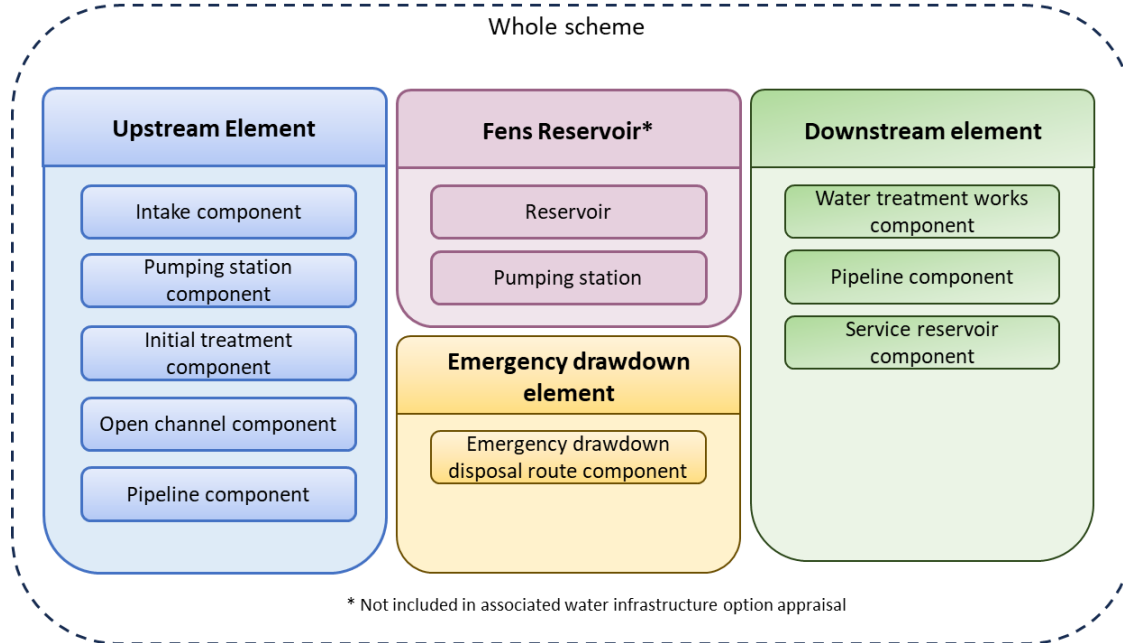 Whole scheme
Upstream Element
Intake component
Pumping station
component
Initial treatment
component
Open channel component
Pipeline component
Fens Reservoir*
Reservoir
Pumping station
Emergency drawdown
element
Emergency drawdown
disposal route component
Downstream element
Water treatment works
component
Pipeline component
Service reservoir
component
* Not included in associated water infrastructure option appraisal